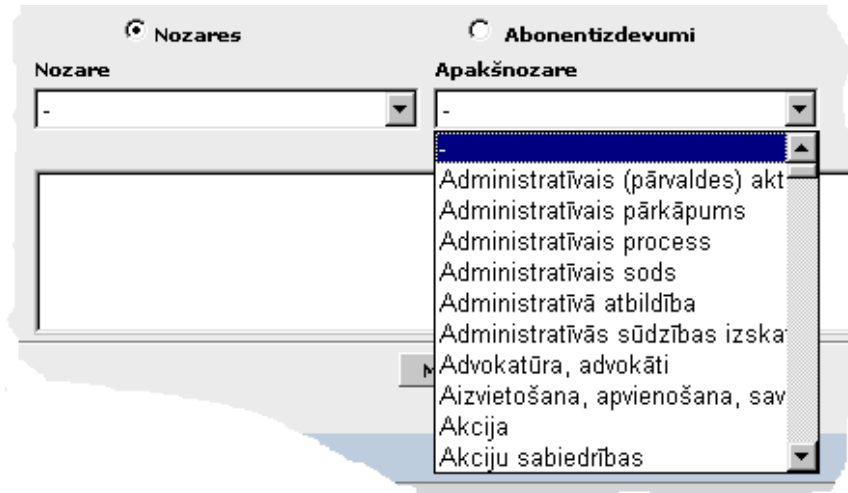 Nozares Abonentizdevumi
Nozare Apakšnozare
- -
-
Administratīvais (pārvaldes) akt
Administratīvais pārkāpums
Administratīvais process
Administratīvais sods
Administratīvā atbildība
Administratīvās sūdzības izska
Advokatūra, advokāti
Aizvietošana, apvienošana, sav
Akcija
Akciju sabiedrības